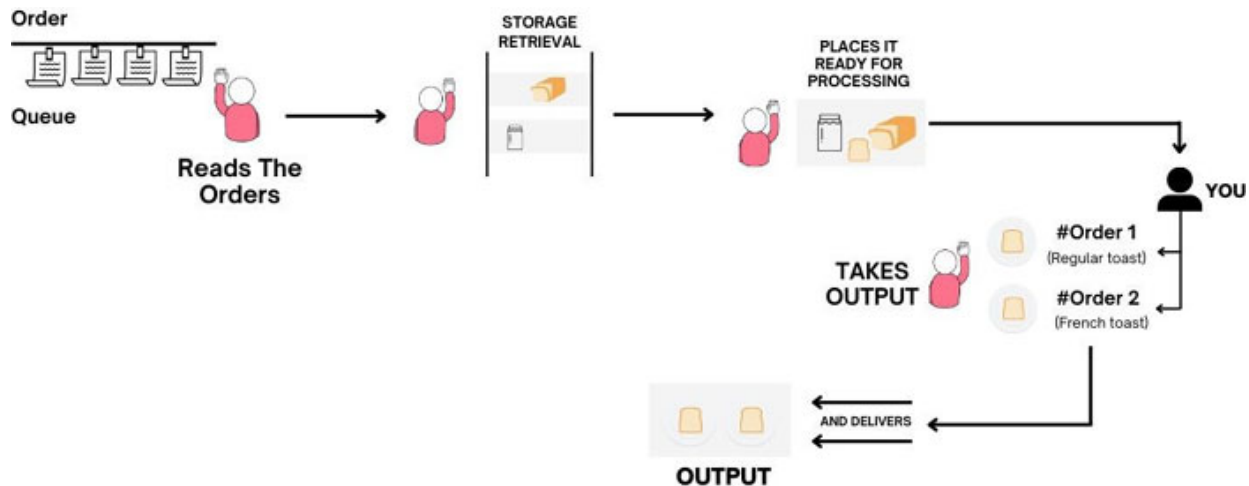 Order
Queue
Reads The
Orders
STORAGE
RETRIEVAL
PLACES IT
READY FOR
PROCESSING
YOU
#Order 1
(Regular toast)
#Order 2
(French toast)
TAKES
OUTPUT
AND DELIVERS
OUTPUT